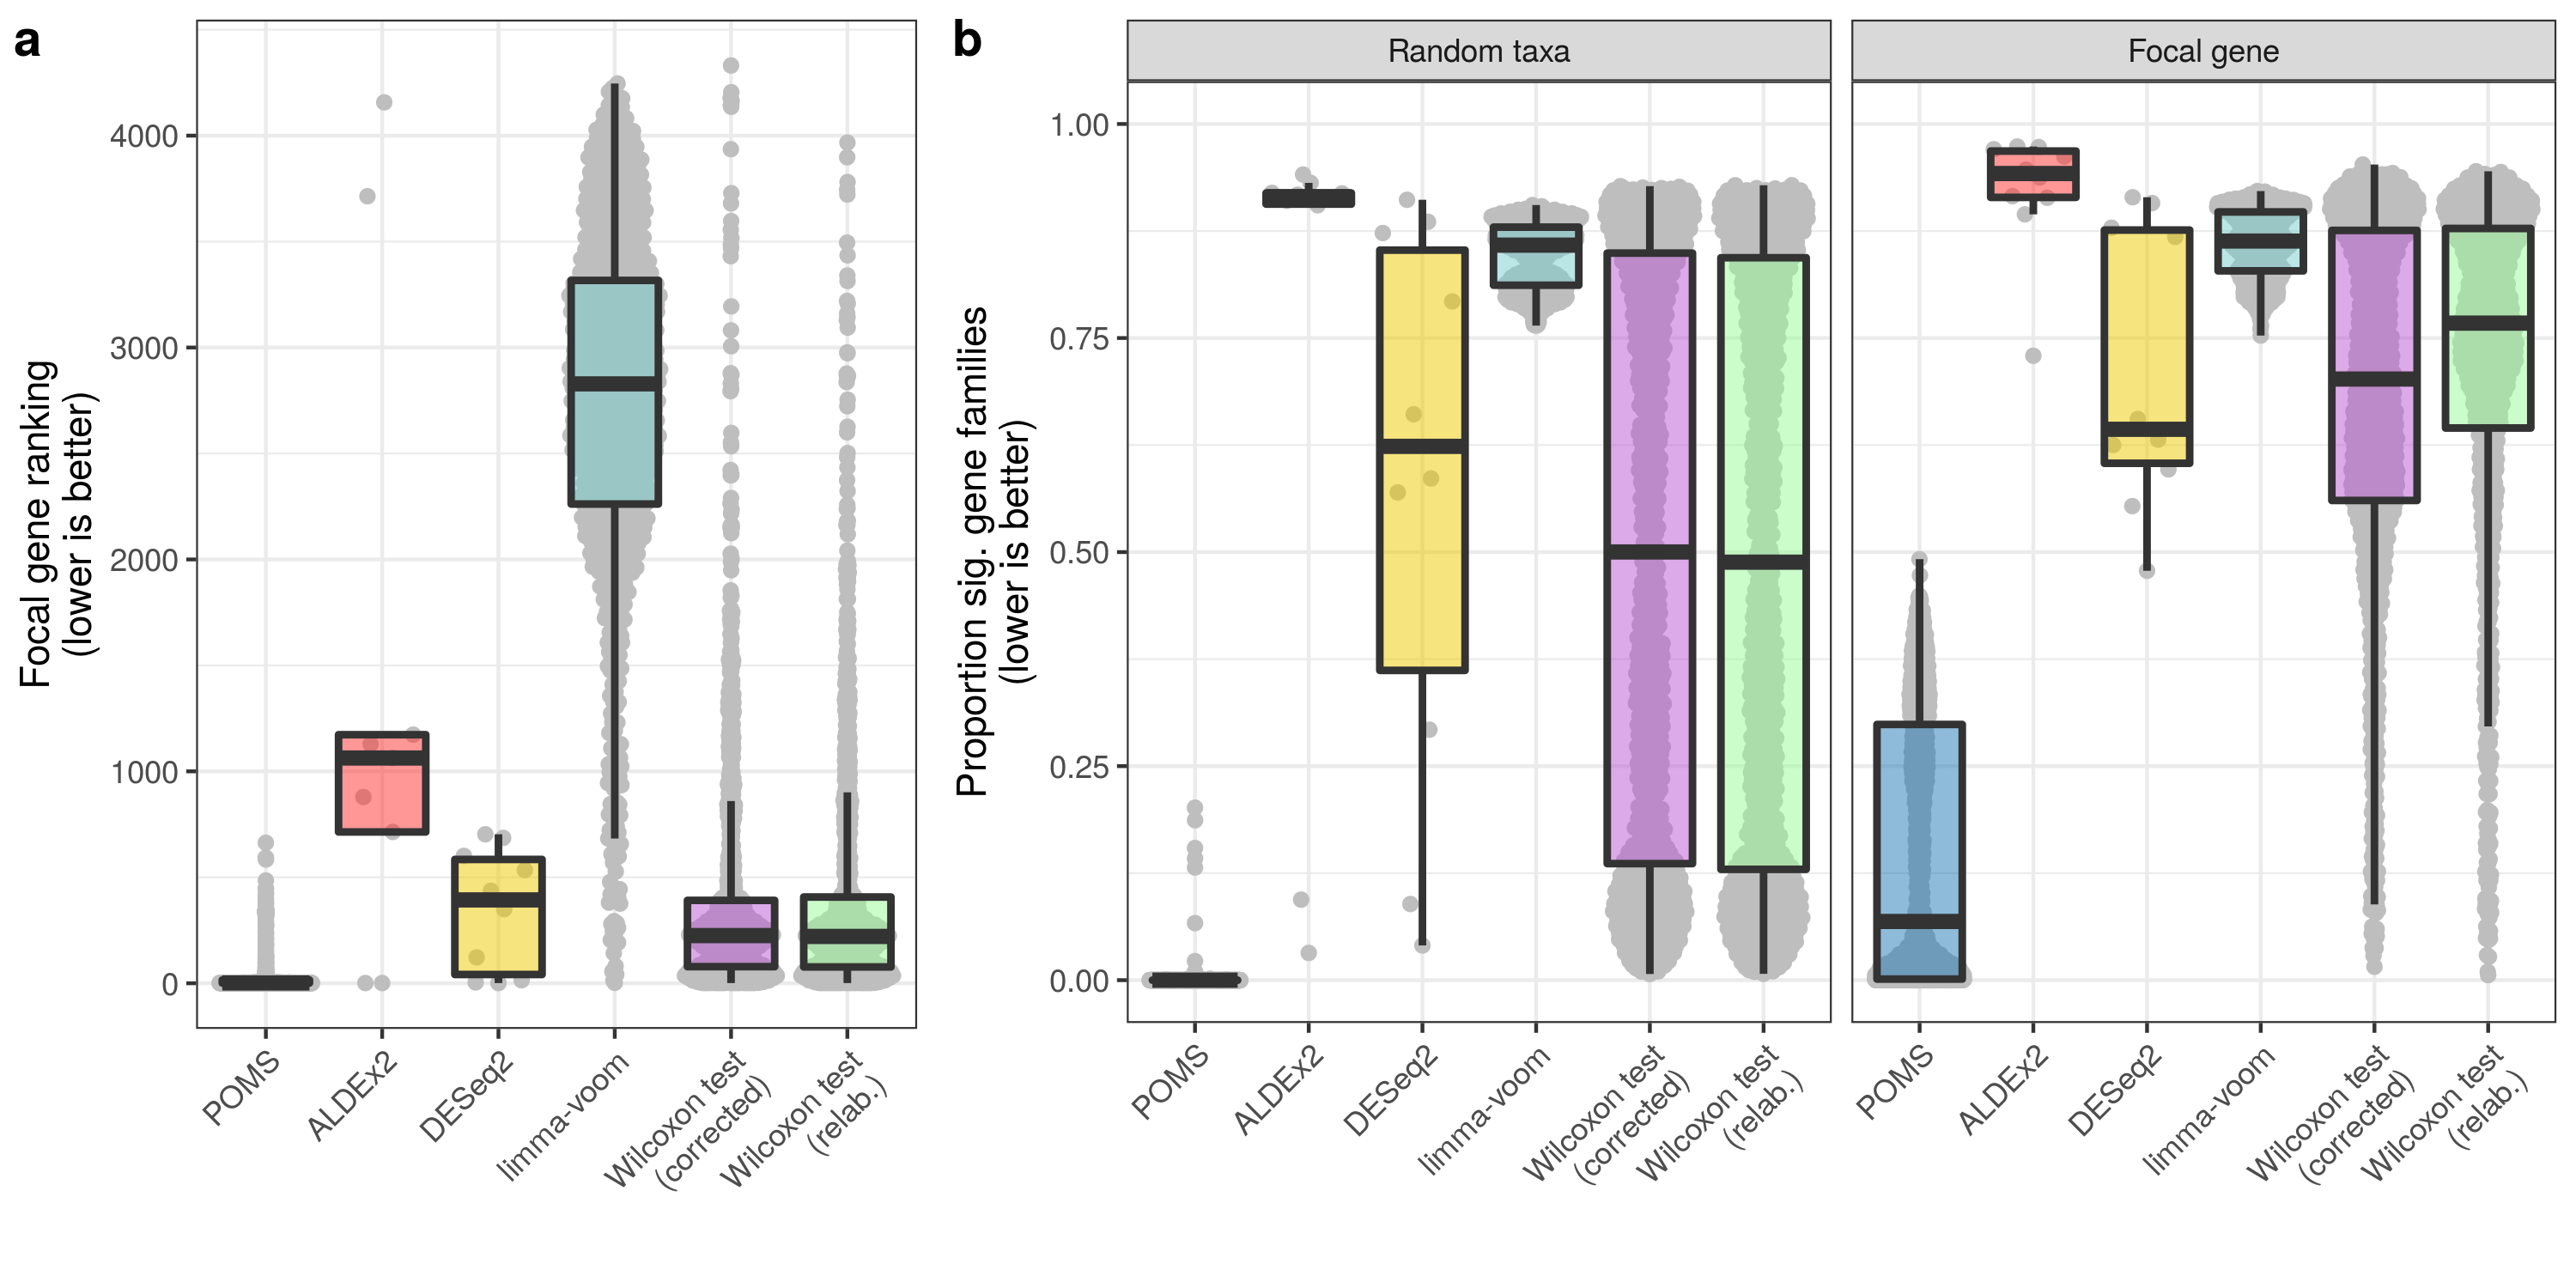 a
Focal gene ranking
(lower is better)
4000
3000
2000
1000
0
POMS
ALDEx2
DESeq2
limma-voom
Wilcoxon test
(corrected)
Wilcoxon test
(relab.)
b
Proportion sig. gene families
(lower is better)
Random taxa
Focal gene
1.00
0.75
0.50
0.25
0.00
POMS
ALDEx2
DESeq2
limma-voom
Wilcoxon test
(corrected)
Wilcoxon test
(relab.)
POMS
ALDEx2
DESeq2
limma-voom
Wilcoxon test
(corrected)
Wilcoxon test
(relab.)